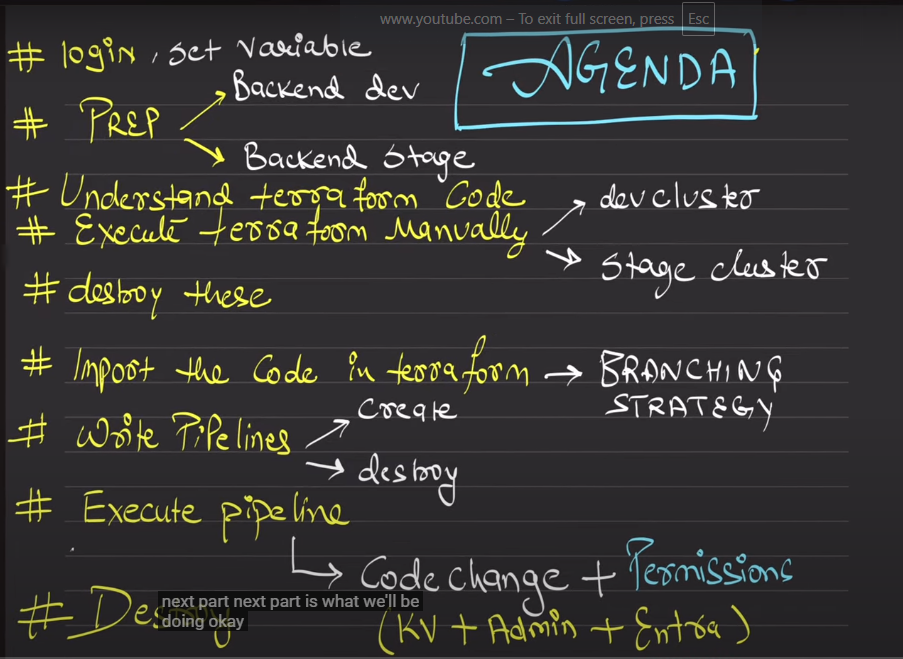 www.youtube.com – To exit full screen, press Esc
AGENDA
# login, set variable
# PREP
Backend dev
Backend Stage
# Understand terraform Code
# Execute terraform Manually
dev cluster
Stage cluster
# destroy these
# Import the Code in terraform → BRANCHING
STRATEGY
# Write Pipelines
Create
destroy
# Execute pipeline
Code change + Permissions
(KV + Admin + Entra)
# Destroy
next part next part is what we'll be
doing okay